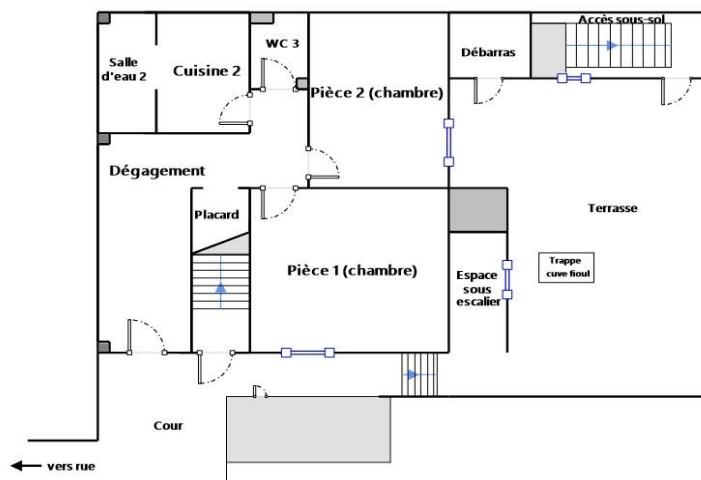 Accès sous-sol
WC 3
Débarras
Salle
d'eau 2
Cuisine 2
Pièce 2 (chambre)
Dégagement
Placard
Terrasse
Pièce 1 (chambre)
Espace
sous
escalier
Trappe
cuve fioul
Cour
vers rue